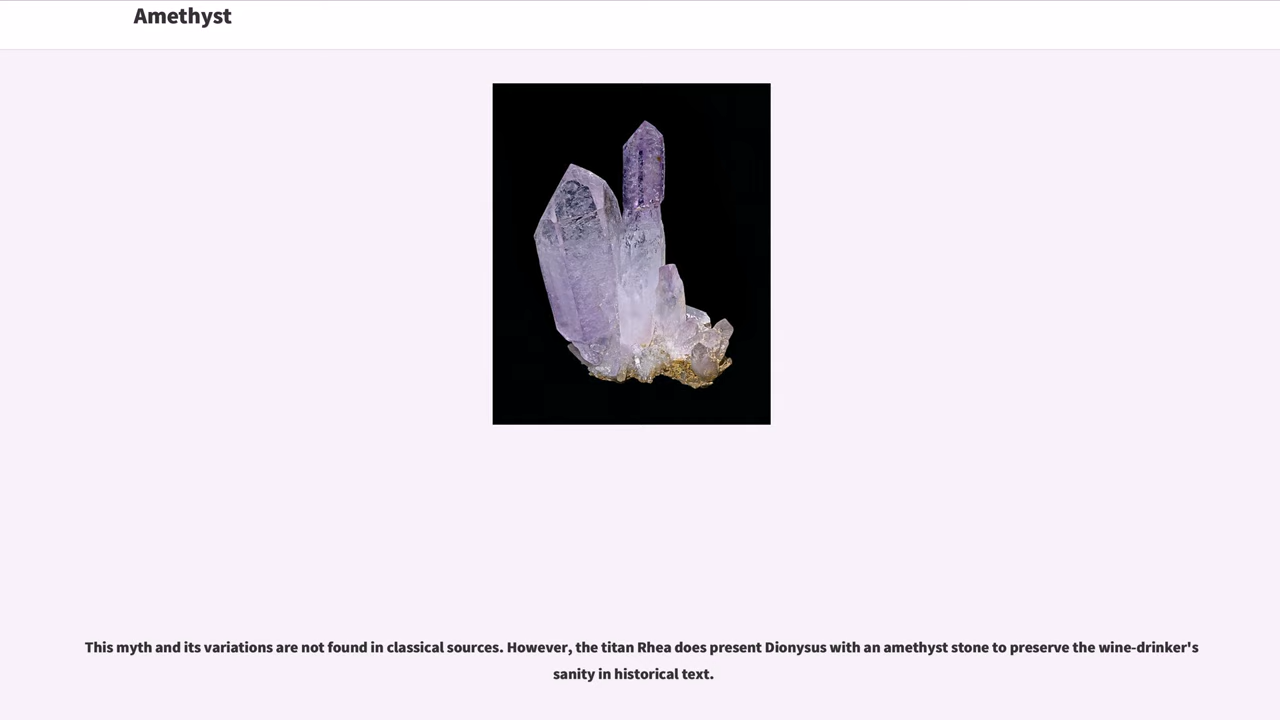 Amethyst
This myth and its variations are not found in classical sources. However, the titan Rhea does present Dionysus with an amethyst stone to preserve the wine-drinker's
sanity in historical text.